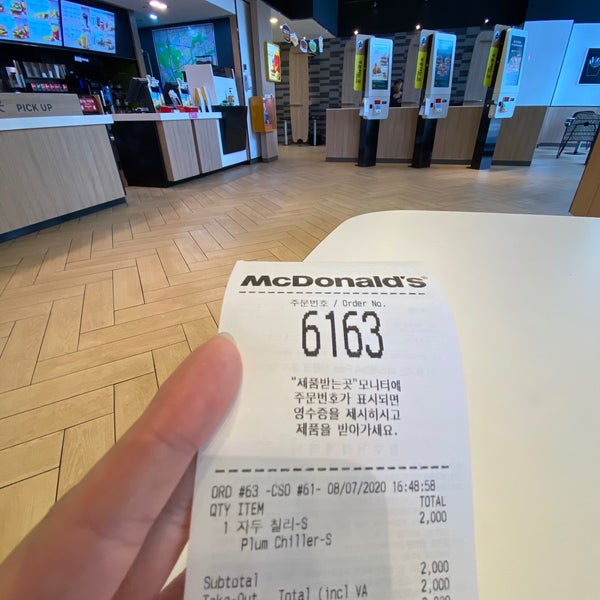 PICK UP
McDonald's®
주문번호 / Order No.
6163
"제품받는곳"모니터에
주문번호가 표시되면
영수증을 제시하시고
제품을 받아가세요.
ORD #63 -CSO #61- 08/07/2020 16:48:58
QTY ITEM TOTAL
1 자두 칠러-S 2,000
Plum Chiller-S
Subtotal 2,000
Take-Out Total (incl VA 2,000